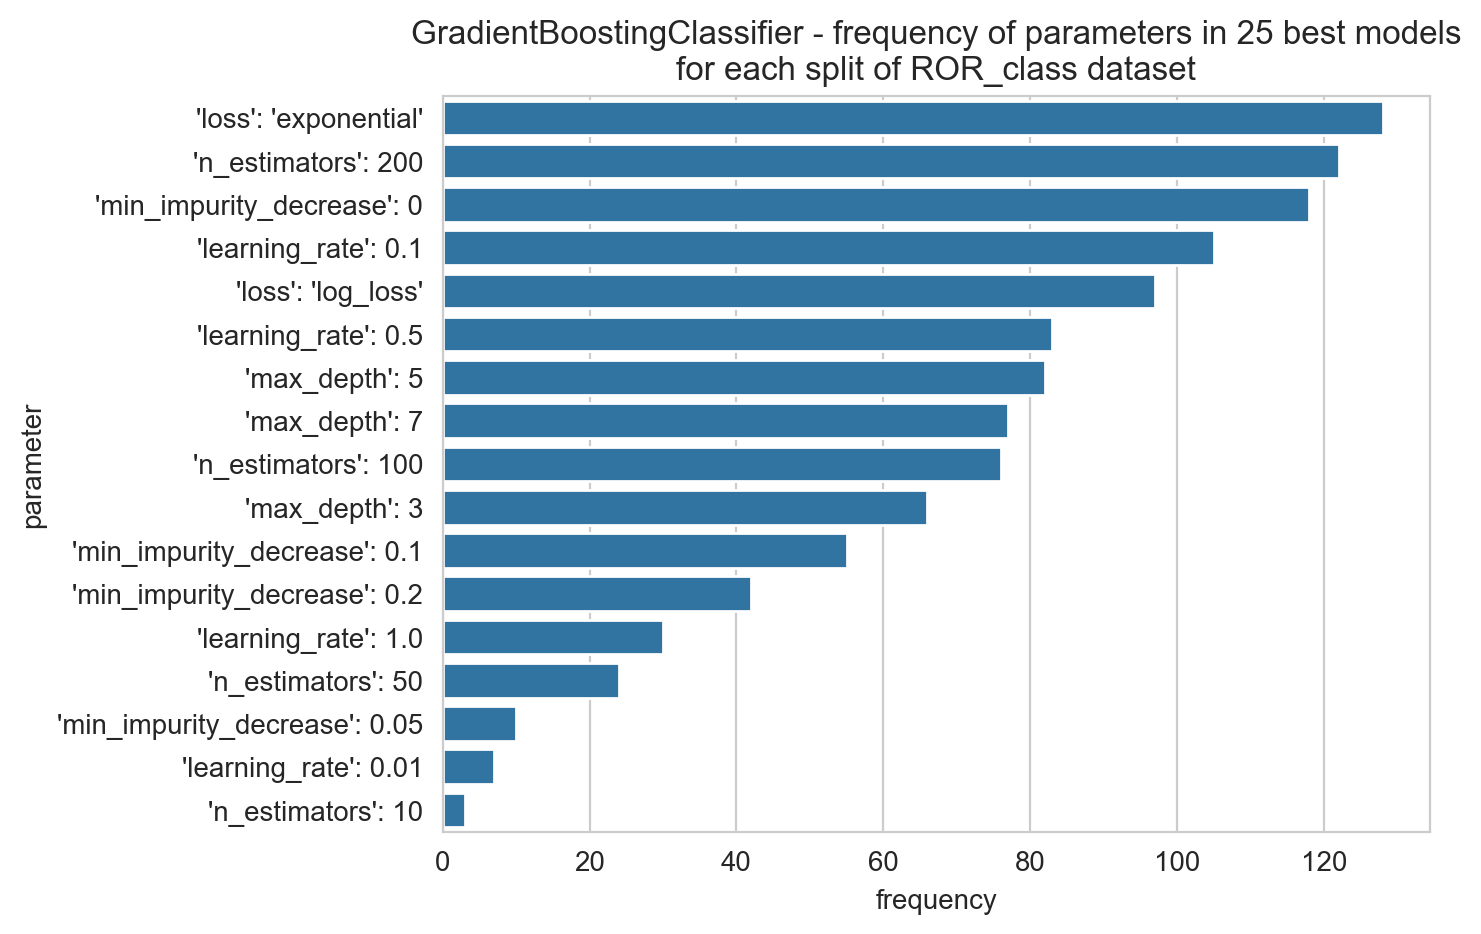 GradientBoostingClassifier - frequency of parameters in 25 best models
for each split of ROR_class dataset
'loss': 'exponential'
'n_estimators': 200
'min_impurity_decrease': 0
'learning_rate': 0.1
'loss': 'log_loss'
'learning_rate': 0.5
'max_depth': 5
'max_depth': 7
'n_estimators': 100
'max_depth': 3
'min_impurity_decrease': 0.1
'min_impurity_decrease': 0.2
'learning_rate': 1.0
'n_estimators': 50
'min_impurity_decrease': 0.05
'learning_rate': 0.01
'n_estimators': 10
parameter
0 20 40 60 80 100 120
frequency